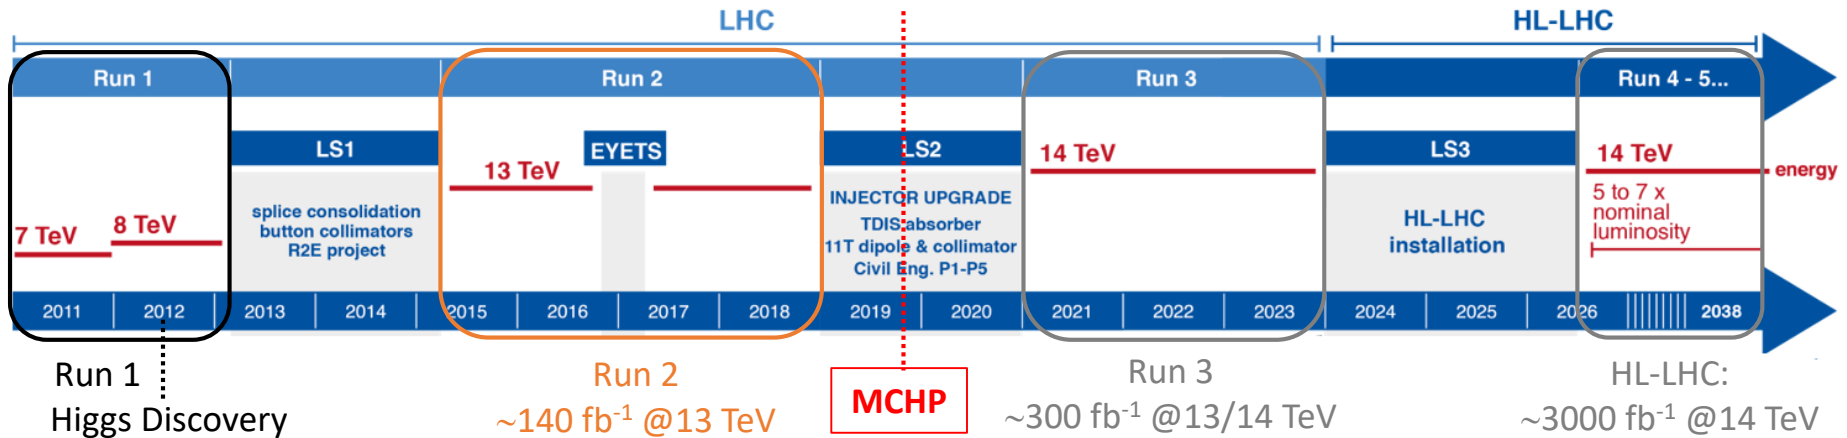 LHC
HL-LHC
Run 1
Run 2
Run 3
Run 4 - 5...
LS1
EYETS
LS2
14 TeV
LS3
14 TeV
13 TeV
energy
7 TeV
8 TeV
splice consolidation
button collimators
R2E project
INJECTOR UPGRADE
TDIS absorber
11T dipole & collimator
Civil Eng. P1-P5
HL-LHC
installation
5 to 7 x
nominal
luminosity
2011
2012
2013
2014
2015
2016
2017
2018
2019
2020
2021
2022
2023
2024
2025
2026
2038
Run 1
Higgs Discovery
Run 2
~140 fb⁻¹ @13 TeV
MCHP
Run 3
~300 fb⁻¹ @13/14 TeV
HL-LHC:
~3000 fb⁻¹ @14 TeV